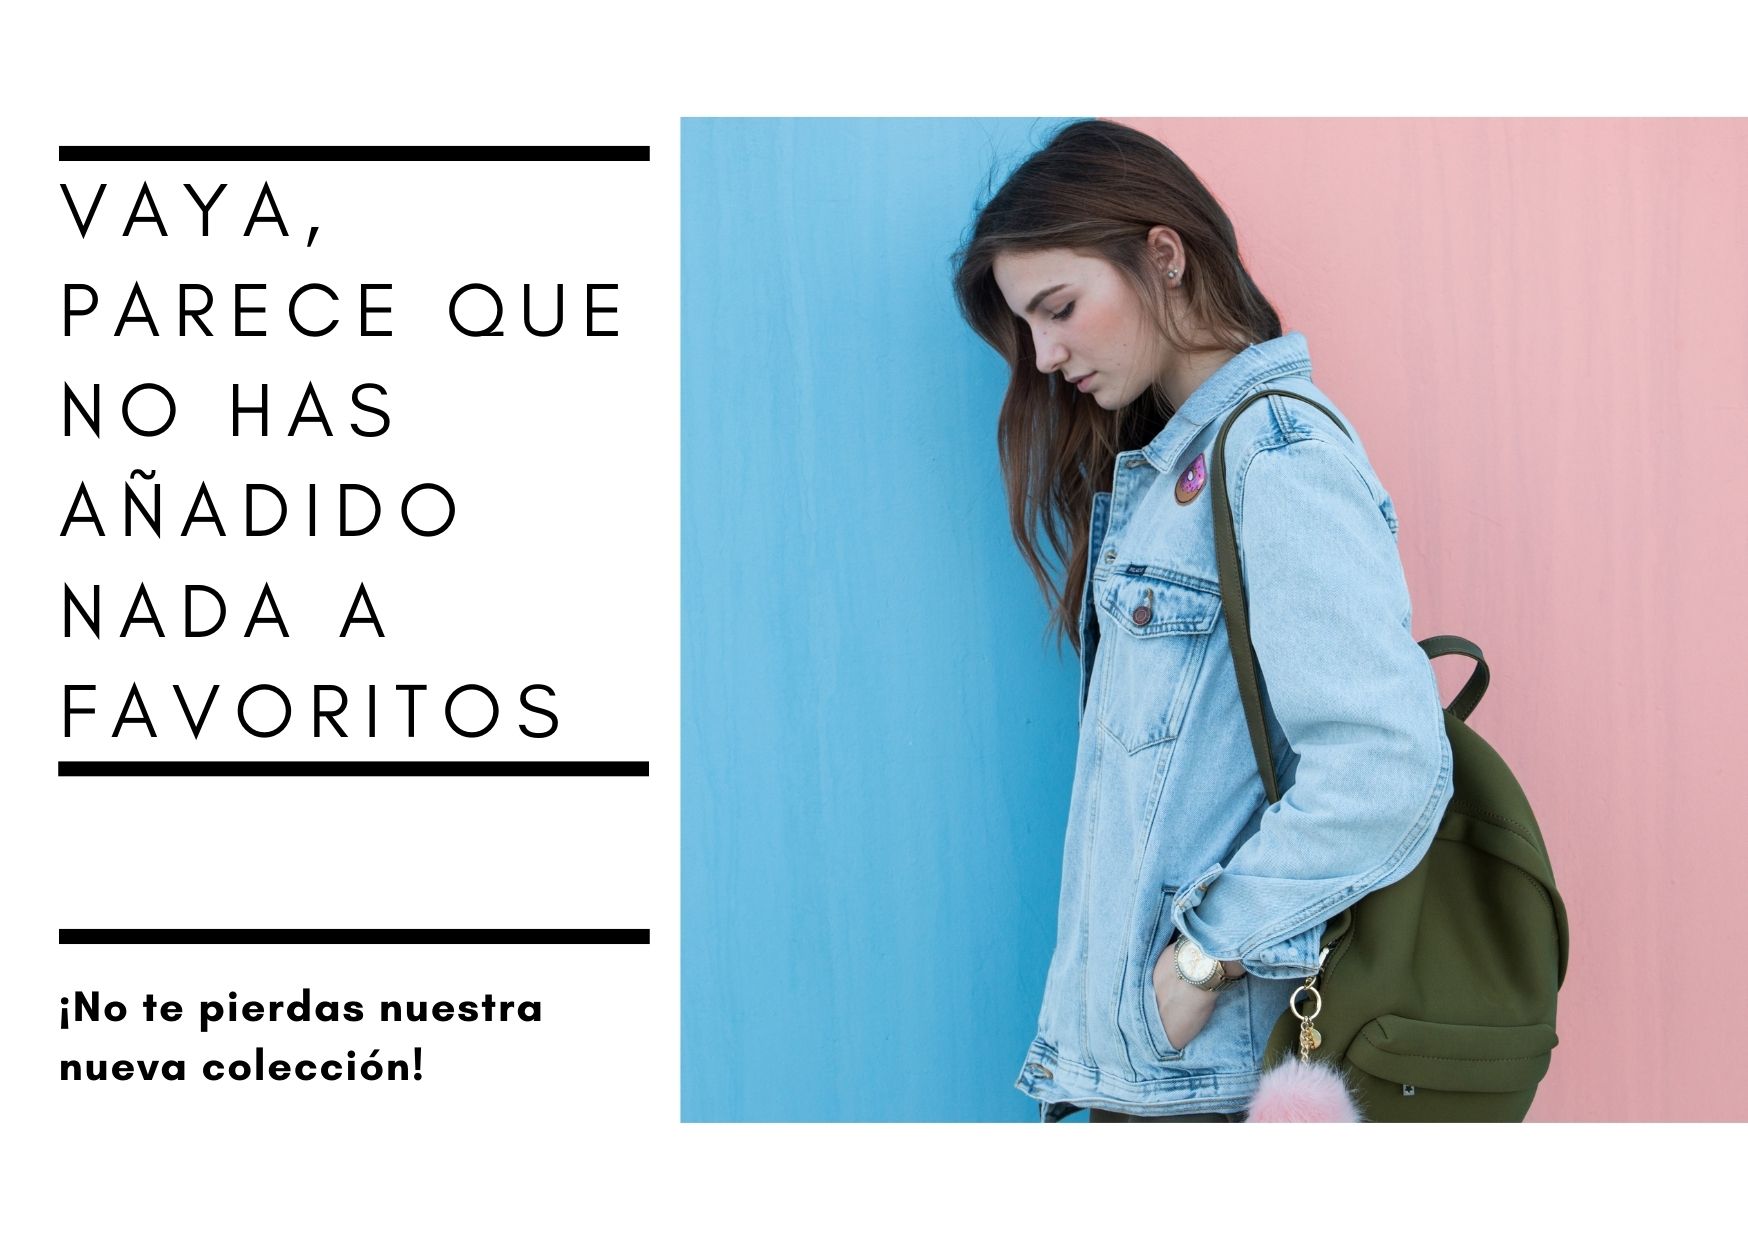 VAYA,
PARECE QUE
NO HAS
AÑADIDO
NADA A
FAVORITOS
¡No te pierdas nuestra
nueva colección!